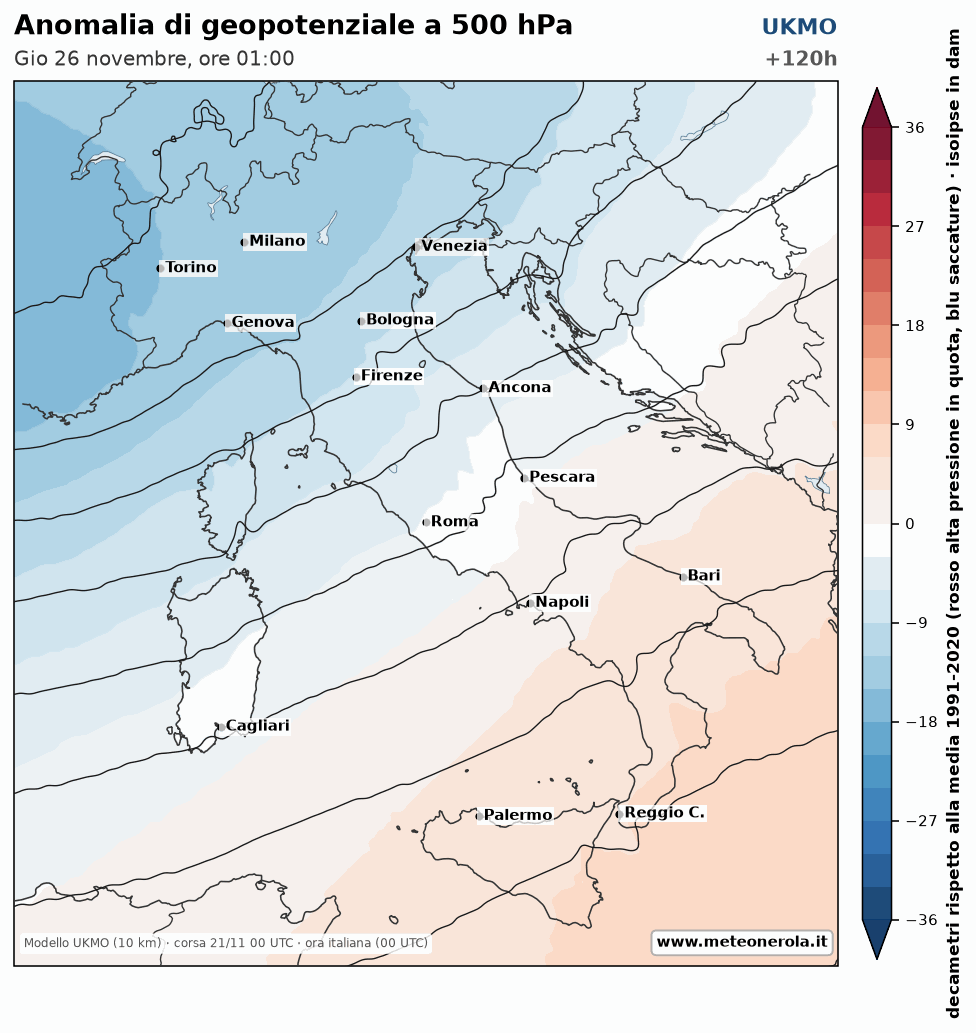 Anomalia di geopotenziale a 500 hPa
UKMO
Gio 26 novembre, ore 01:00
+120h
Milano
Venezia
Torino
Genova
Bologna
Firenze
Ancona
Pescara
Roma
Bari
Napoli
Cagliari
Palermo
Reggio C.
Modello UKMO (10 km) · corsa 21/11 00 UTC · ora italiana (00 UTC)
www.meteonerola.it
36
27
18
9
0
−9
−18
−27
−36
decametri rispetto alla media 1991-2020 (rosso alta pressione in quota, blu saccature) · isoipse in dam